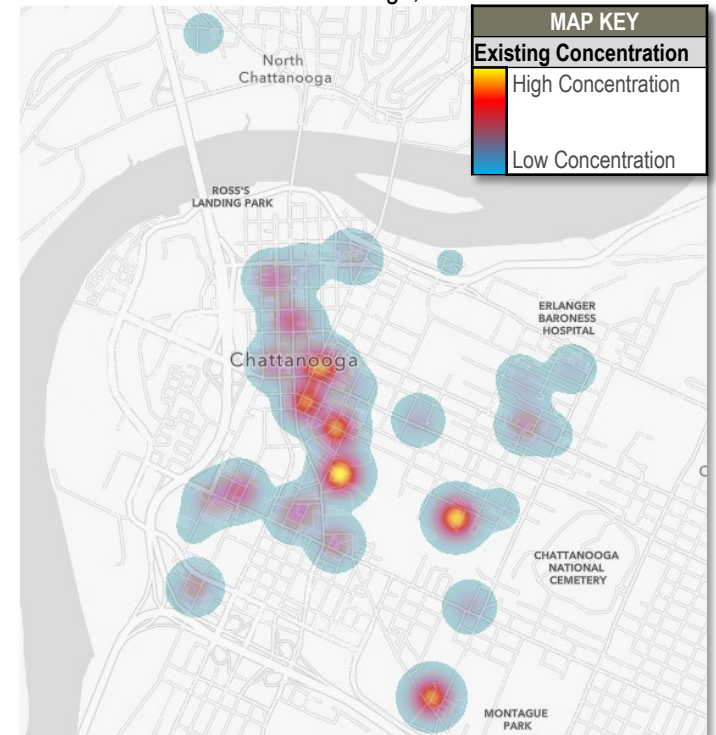 MAP KEY
Existing Concentration
High Concentration
Low Concentration
North
Chattanooga
ROSS'S
LANDING PARK
ERLANGER
BARONESS
HOSPITAL
Chattanooga
CHATTANOOGA
NATIONAL
CEMETERY
MONTAGUE
PARK